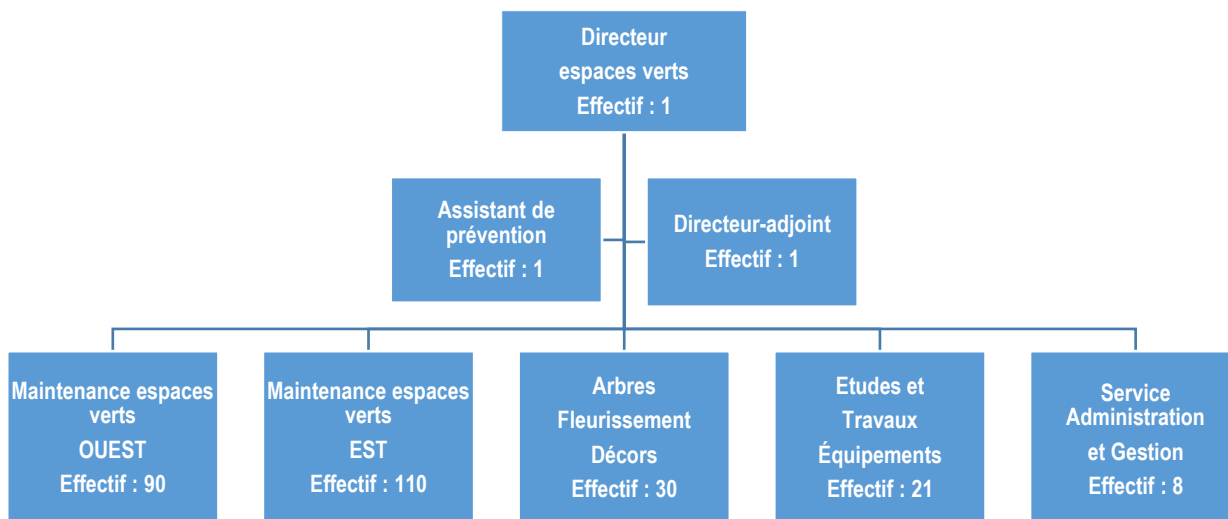 Directeur
espaces verts
Effectif : 1
Assistant de
prévention
Effectif : 1
Directeur-adjoint
Effectif : 1
Maintenance espaces
verts
OUEST
Effectif : 90
Maintenance espaces
verts
EST
Effectif : 110
Arbres
Fleurissement
Décors
Effectif : 30
Etudes et
Travaux
Équipements
Effectif : 21
Service
Administration
et Gestion
Effectif : 8